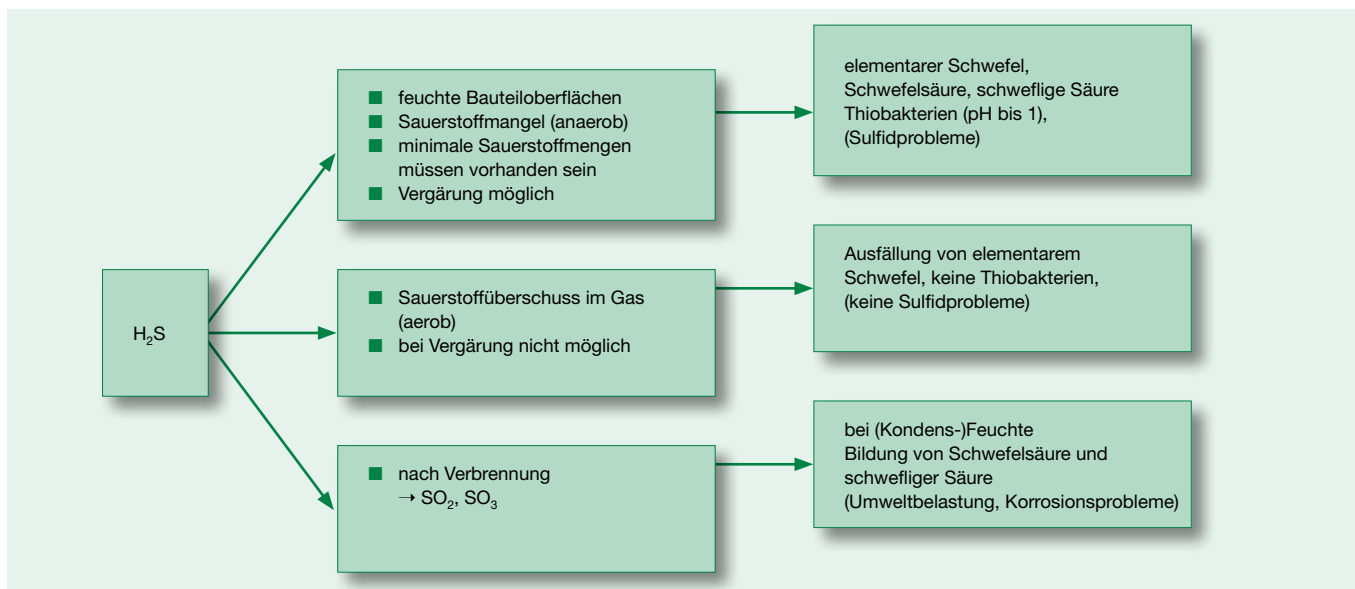 H₂S
■ feuchte Bauteiloberflächen
■ Sauerstoffmangel (anaerob)
■ minimale Sauerstoffmengen
müssen vorhanden sein
■ Vergärung möglich
elementarer Schwefel,
Schwefelsäure, schweflige Säure
Thiobakterien (pH bis 1),
(Sulfidprobleme)
■ Sauerstoffüberschuss im Gas
(aerob)
■ bei Vergärung nicht möglich
Ausfällung von elementarem
Schwefel, keine Thiobakterien,
(keine Sulfidprobleme)
■ nach Verbrennung
→ SO₂, SO₃
bei (Kondens-)Feuchte
Bildung von Schwefelsäure und
schwefliger Säure
(Umweltbelastung, Korrosionsprobleme)